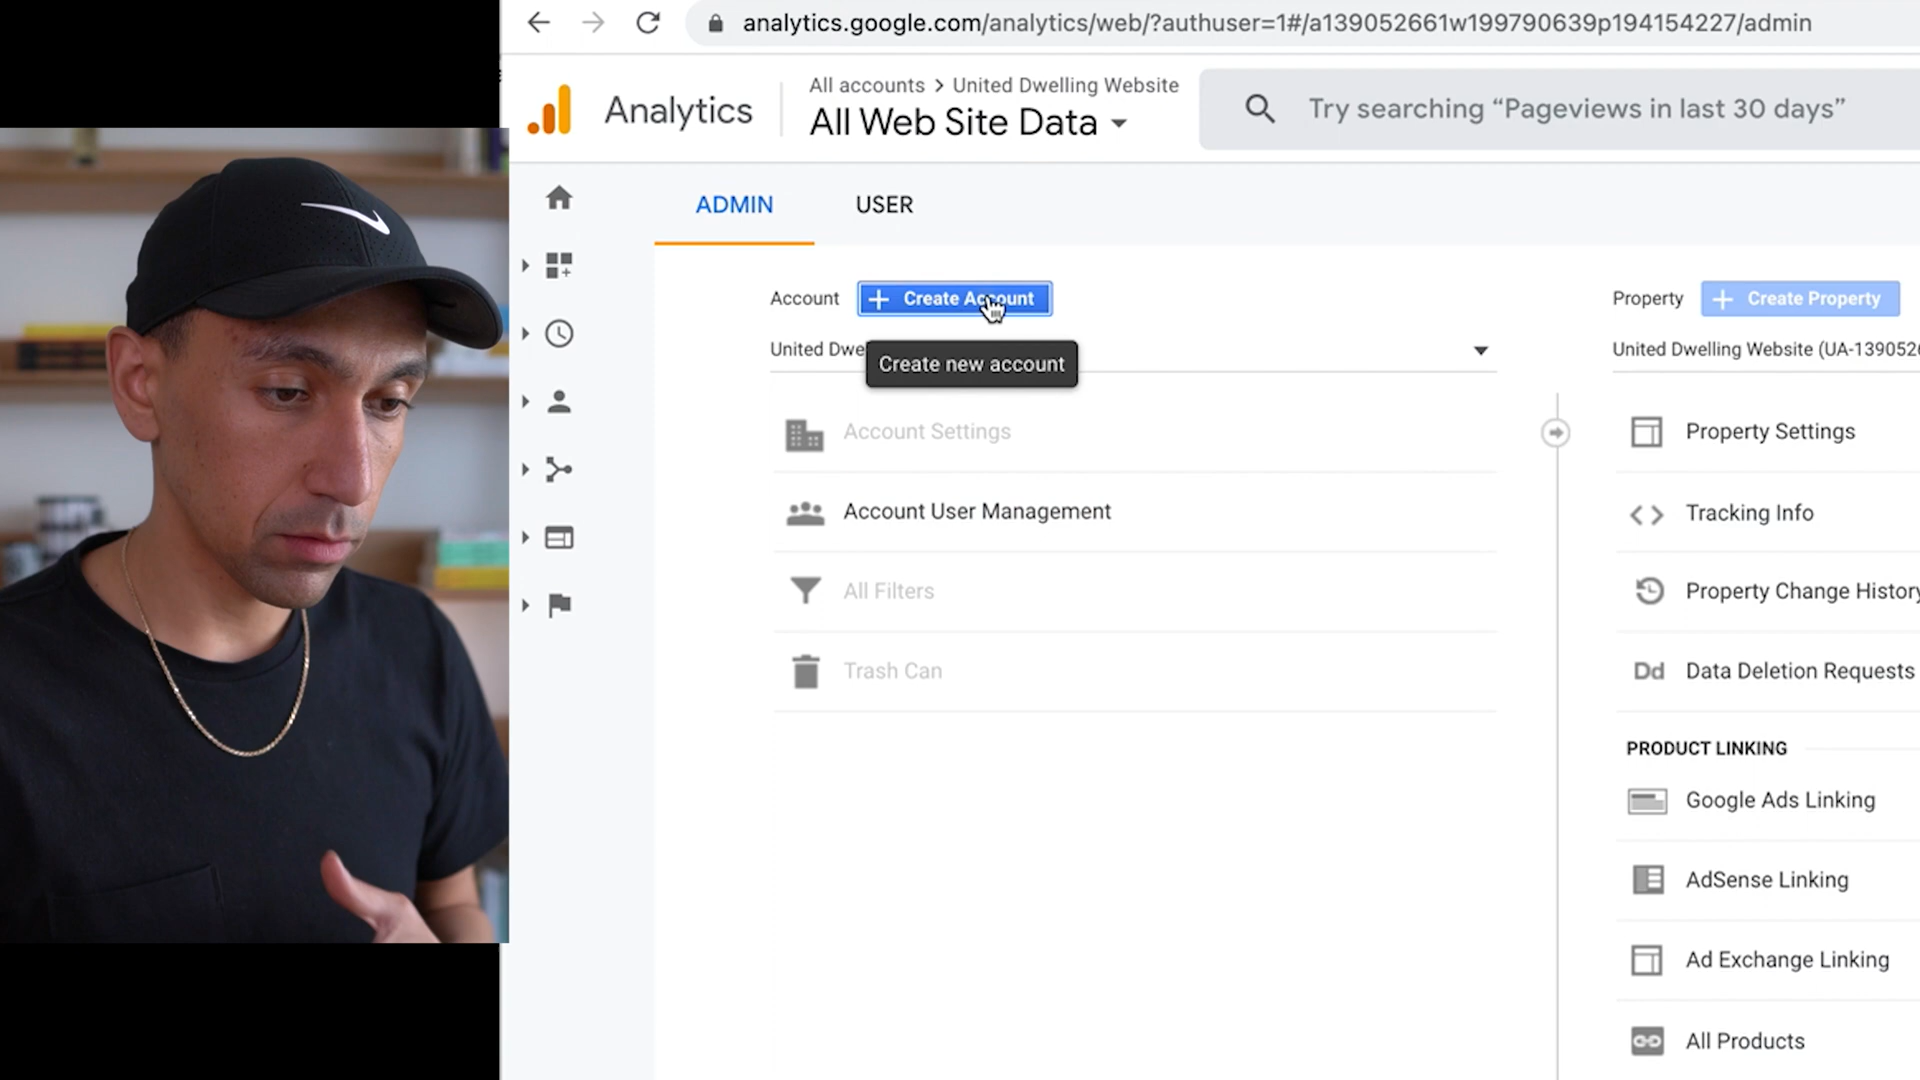 analytics.google.com/analytics/web/?authuser=1#/a139052661w199790639p194154227/admin
Analytics
All accounts > United Dwelling Website
All Web Site Data
Try searching “Pageviews in last 30 days”
ADMIN
USER
Account
+ Create Account
United Dwe
Create new account
Account Settings
Account User Management
All Filters
Trash Can
Property
+ Create Property
United Dwelling Website (UA-139052
Property Settings
Tracking Info
Property Change History
Dd Data Deletion Requests
PRODUCT LINKING
Google Ads Linking
AdSense Linking
Ad Exchange Linking
All Products